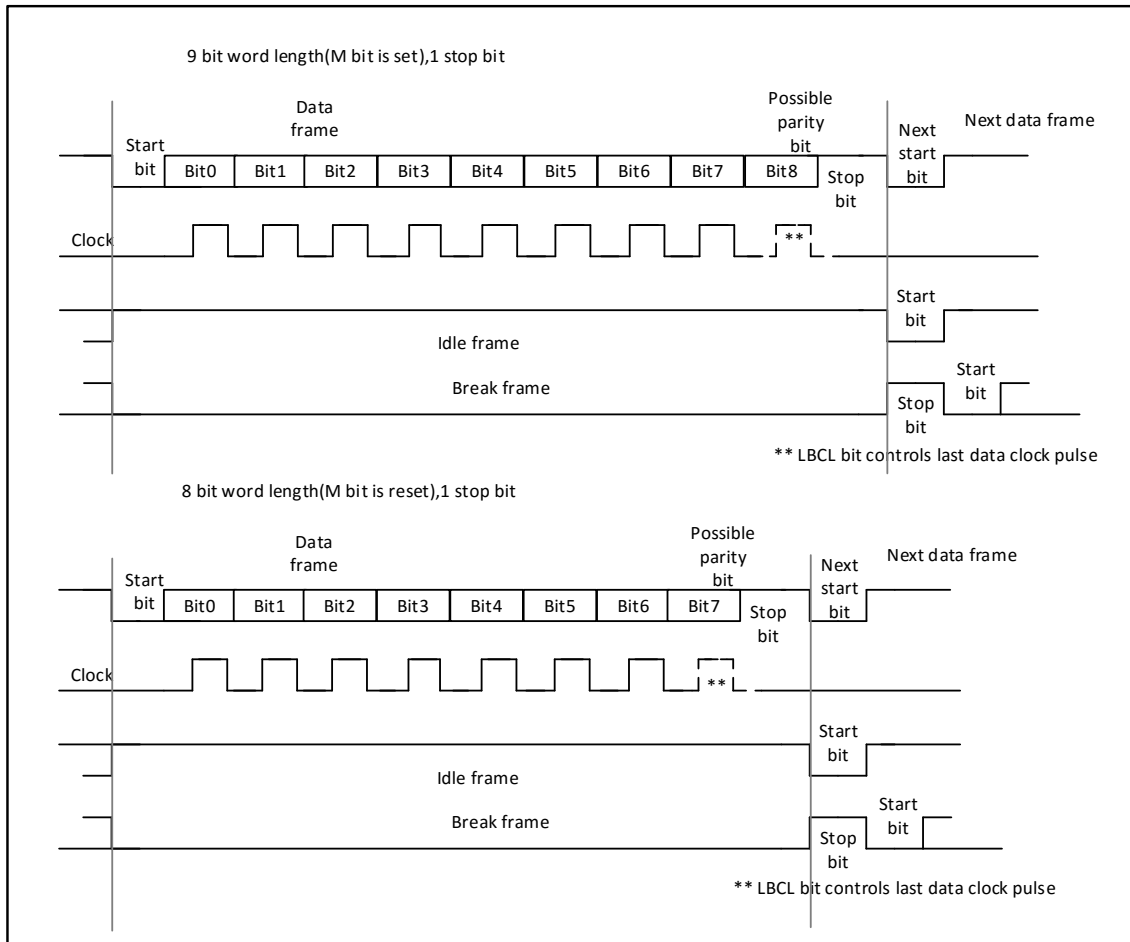 9 bit word length(M bit is set),1 stop bit
Data
frame
Possible
parity
bit
Next data frame
Start
bit
Next
start
bit
Bit0 Bit1 Bit2 Bit3 Bit4 Bit5 Bit6 Bit7 Bit8
Stop
bit
Clock
**
Start
bit
Idle frame
Break frame
Start
bit
Stop
bit
** LBCL bit controls last data clock pulse
8 bit word length(M bit is reset),1 stop bit
Data
frame
Possible
parity
bit
Next data frame
Start
bit
Next
start
bit
Bit0 Bit1 Bit2 Bit3 Bit4 Bit5 Bit6 Bit7
Stop
bit
Clock
**
Start
bit
Idle frame
Break frame
Start
bit
Stop
bit
** LBCL bit controls last data clock pulse